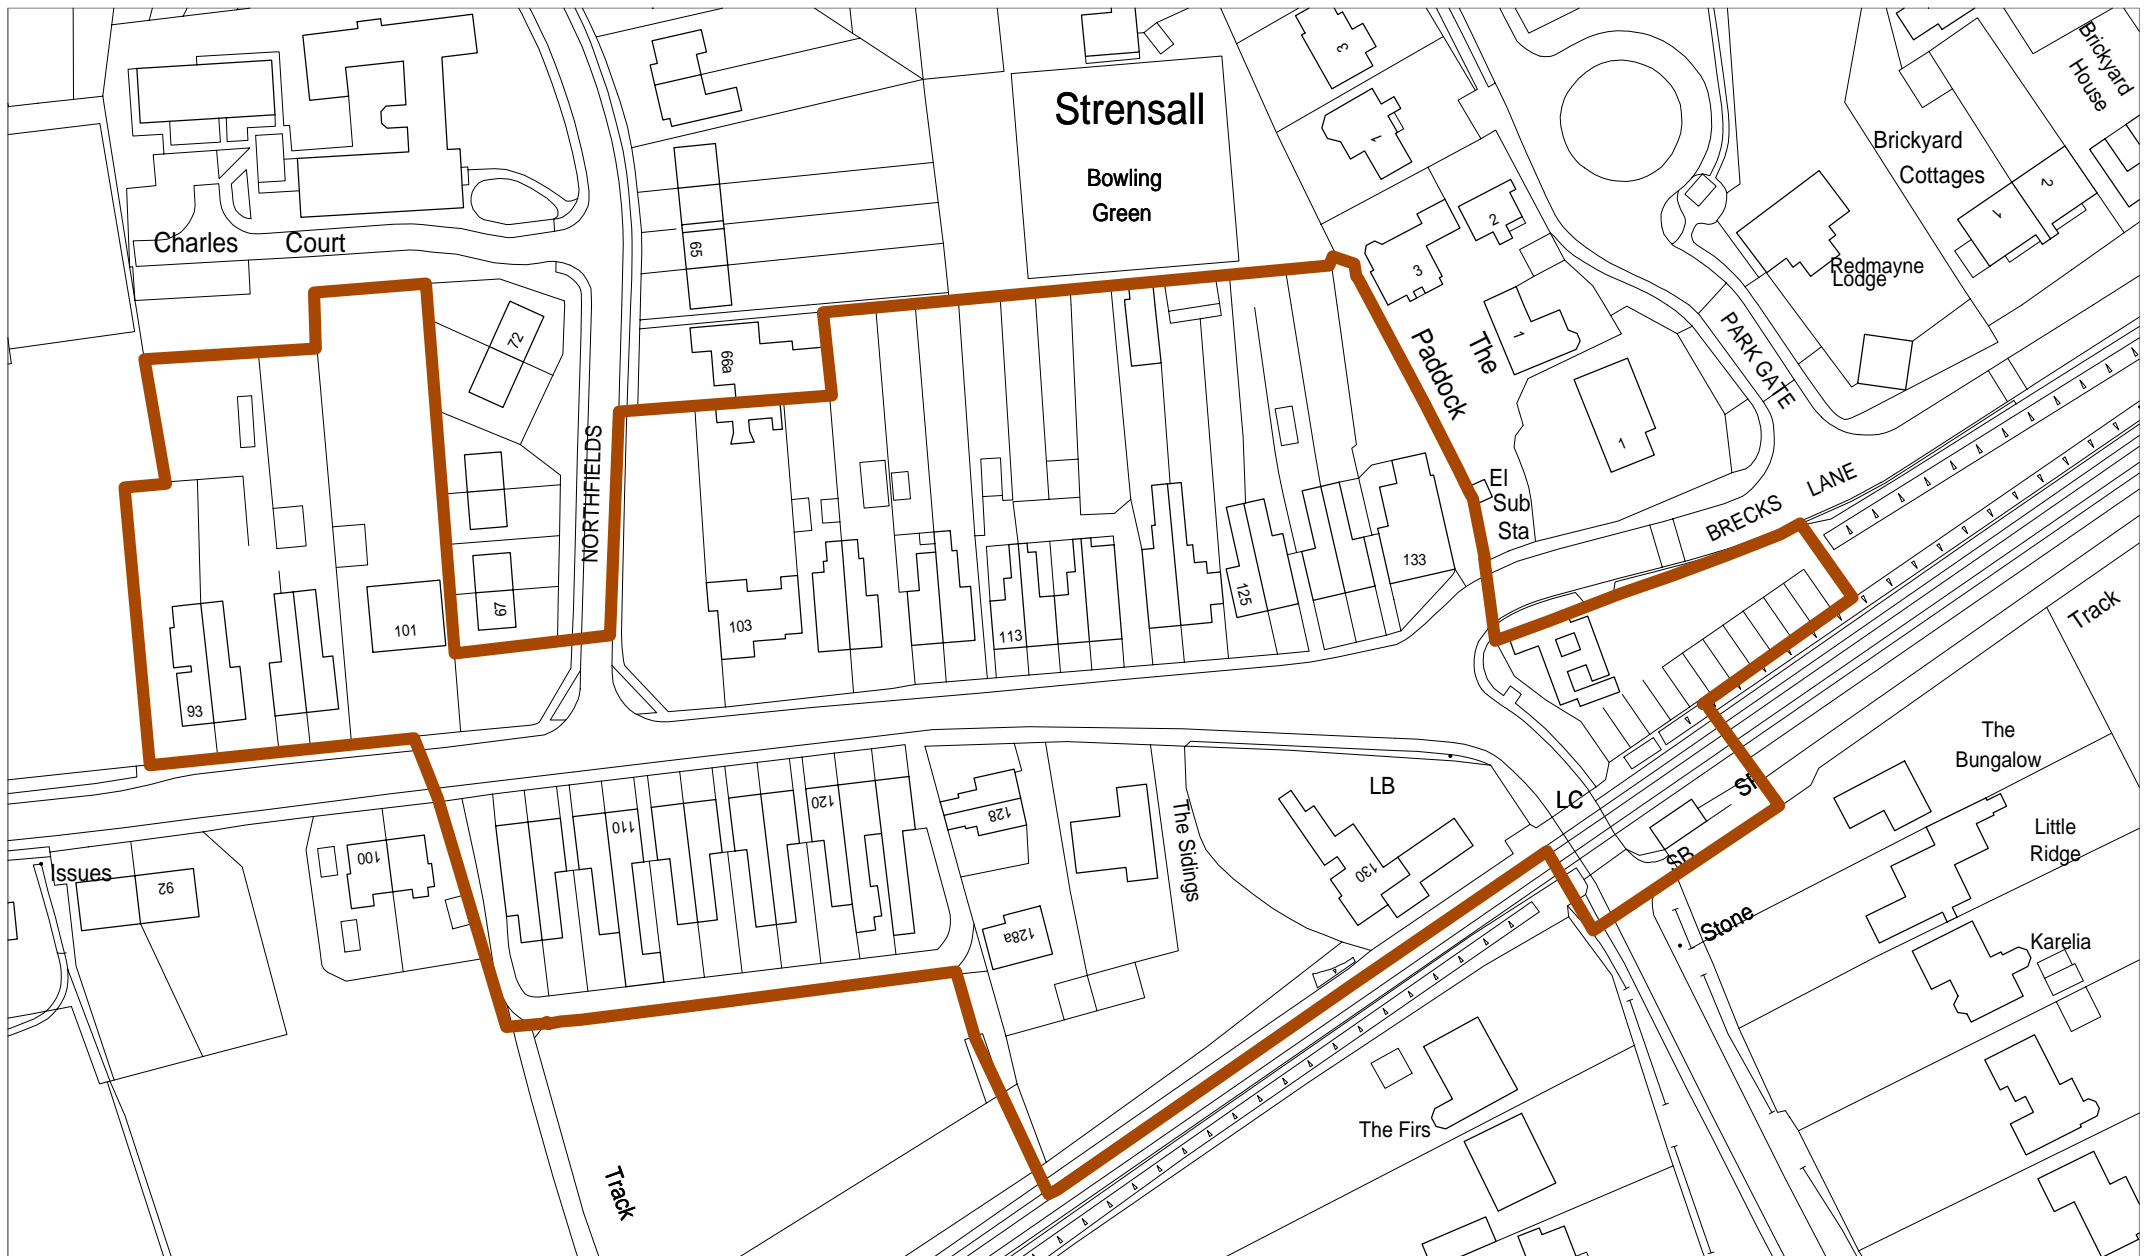 Strensall
Bowling
Green
Charles Court
65
66a
72
67
NORTHFIELDS
3
1
2
3
1
The
Paddock
1
PARK GATE
Brickyard
House
Brickyard
Cottages
1
2
Redmayne
Lodge
BRECKS LANE
El
Sub
Sta
93
101
103
113
125
133
Issues
92
100
110
120
128
128a
The Sidings
130
LB
LC
SB
Stone
Track
The
Bungalow
Little
Ridge
Karelia
The Firs
Track